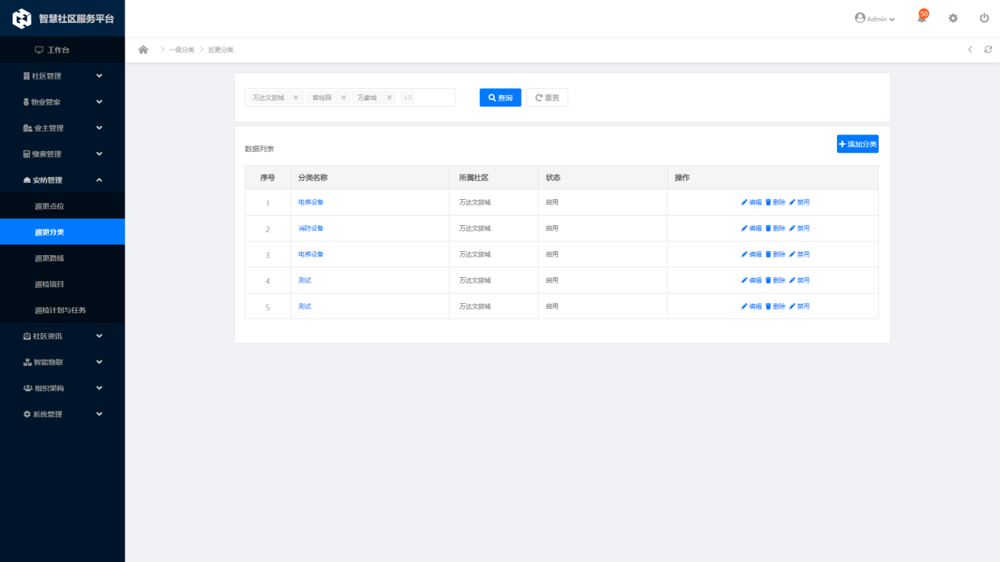 智慧社区服务平台
Admin
50
工作台
一级分类
巡更分类
社区管理
物业管家
业主管理
缴费管理
安防管理
巡更点位
巡更分类
巡更路线
巡检项目
巡检计划与任务
社区资讯
智能物联
组织架构
系统管理
万达文旅城
碧桂园
万象城
+5
查询
重置
数据列表
添加分类
序号 分类名称 所属社区 状态 操作
1 电梯设备 万达文旅城 启用 编辑 删除 禁用
2 消防设备 万达文旅城 启用 编辑 删除 禁用
3 电梯设备 万达文旅城 启用 编辑 删除 禁用
4 测试 万达文旅城 启用 编辑 删除 禁用
5 测试 万达文旅城 启用 编辑 删除 禁用